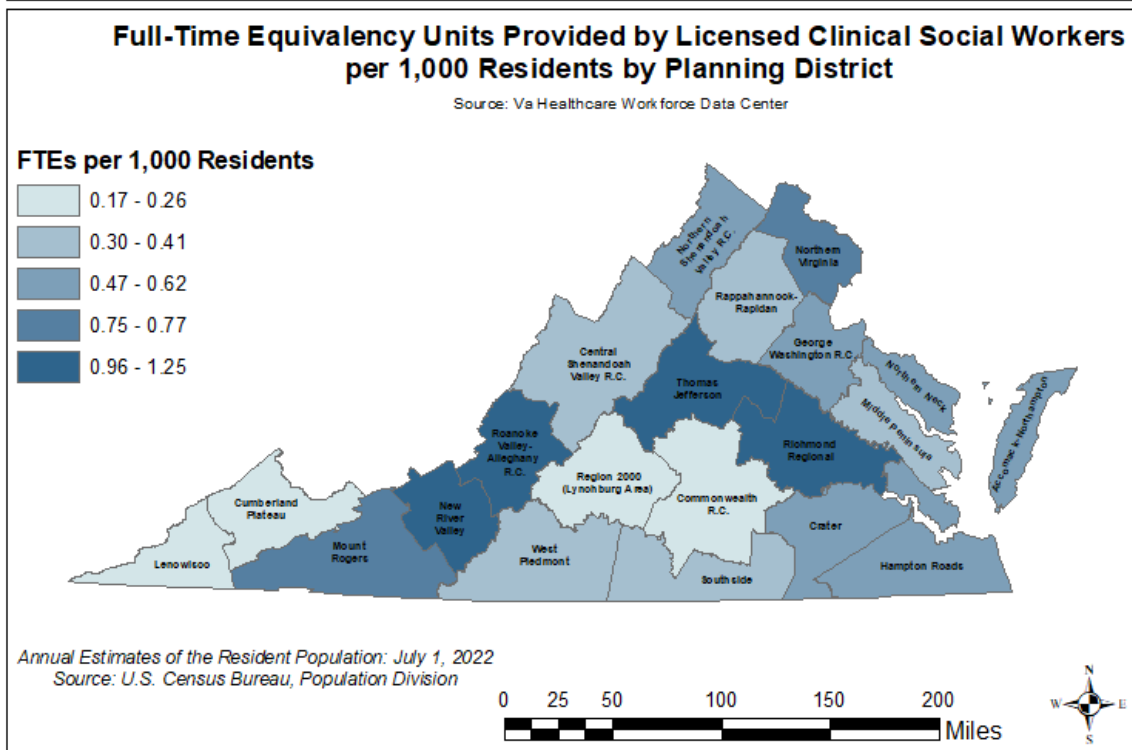 Full-Time Equivalency Units Provided by Licensed Clinical Social Workers
per 1,000 Residents by Planning District
Source: Va Healthcare Workforce Data Center
FTEs per 1,000 Residents
0.17 - 0.26
0.30 - 0.41
0.47 - 0.62
0.75 - 0.77
0.96 - 1.25
Northern
Shenandoah
Valley R.C.
Northern
Virginia
Rappahannook-
Rapidan
George
Washington R.C.
Northern Neck
Central
Shenandoah
Valley R.C.
Thomas
Jefferson
Middle Peninsula
Accomack-Northampton
Roanoke
Valley-
Alleghany
R.C.
Richmond
Regional
Region 2000
(Lynohburg Area)
Commonwealth
R.C.
Cumberland
Plateau
New
River
Valley
Crater
Mount
Rogers
West
Piedmont
Lenowisoo
Southside
Hampton Roads
Annual Estimates of the Resident Population: July 1, 2022
Source: U.S. Census Bureau, Population Division
0 25 50 100 150 200
Miles
N
W E
S